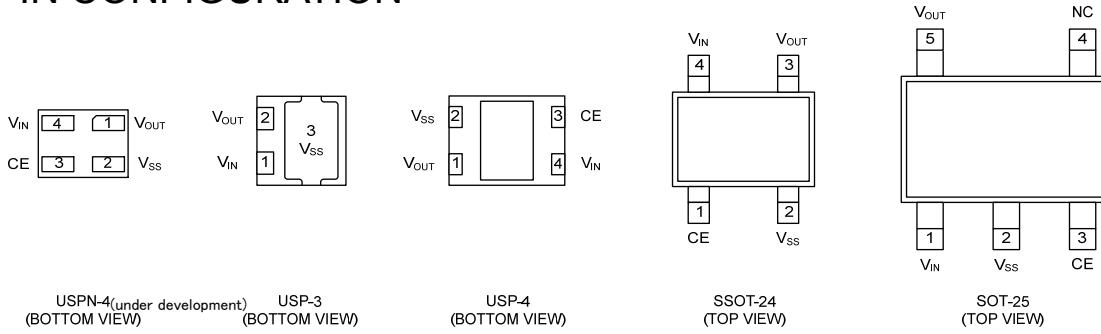 IN CONFIGURATION
VIN 4 1 VOUT
CE 3 2 VSS
USPN-4(under development)
(BOTTOM VIEW)
VOUT 2
3
VSS
VIN 1
USP-3
(BOTTOM VIEW)
VSS 2 3 CE
VOUT 1 4 VIN
USP-4
(BOTTOM VIEW)
VIN VOUT
4 3
1 2
CE VSS
SSOT-24
(TOP VIEW)
VOUT NC
5 4
1 2 3
VIN VSS CE
SOT-25
(TOP VIEW)